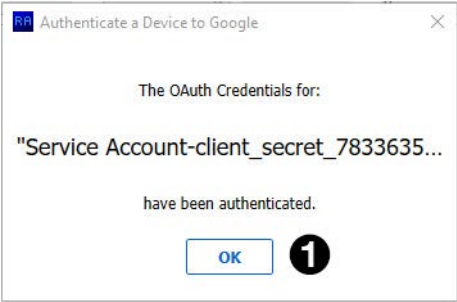 RA Authenticate a Device to Google
The OAuth Credentials for:
"Service Account-client_secret_7833635...
have been authenticated.
OK 1